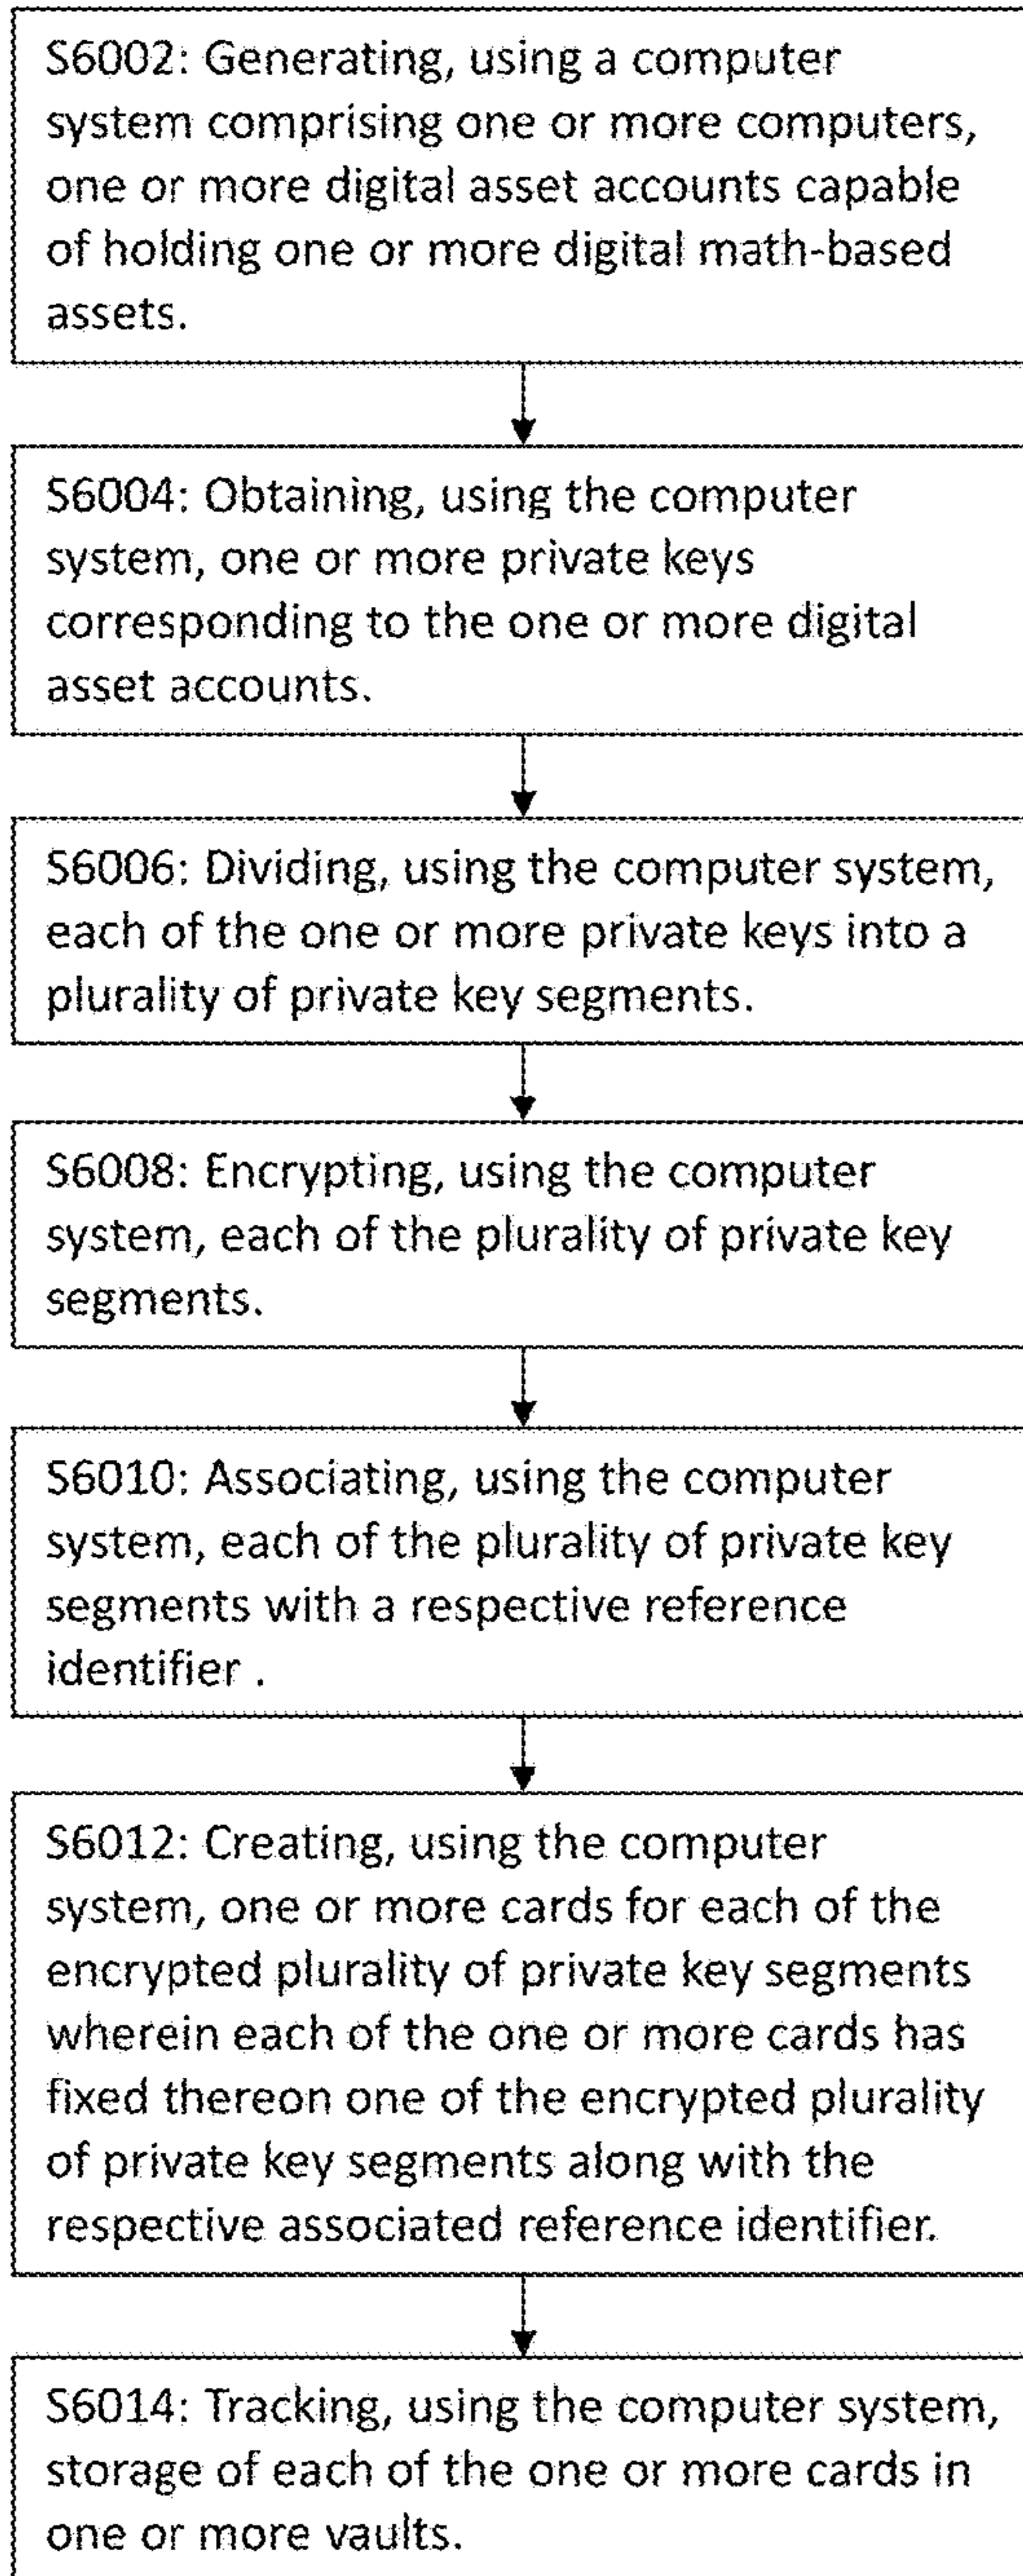 S6002: Generating, using a computer
system comprising one or more computers,
one or more digital asset accounts capable
of holding one or more digital math-based
assets.
S6004: Obtaining, using the computer
system, one or more private keys
corresponding to the one or more digital
asset accounts.
S6006: Dividing, using the computer system,
each of the one or more private keys into a
plurality of private key segments.
S6008: Encrypting, using the computer
system, each of the plurality of private key
segments.
S6010: Associating, using the computer
system, each of the plurality of private key
segments with a respective reference
identifier .
S6012: Creating, using the computer
system, one or more cards for each of the
encrypted plurality of private key segments
wherein each of the one or more cards has
fixed thereon one of the encrypted plurality
of private key segments along with the
respective associated reference identifier.
S6014: Tracking, using the computer system,
storage of each of the one or more cards in
one or more vaults.